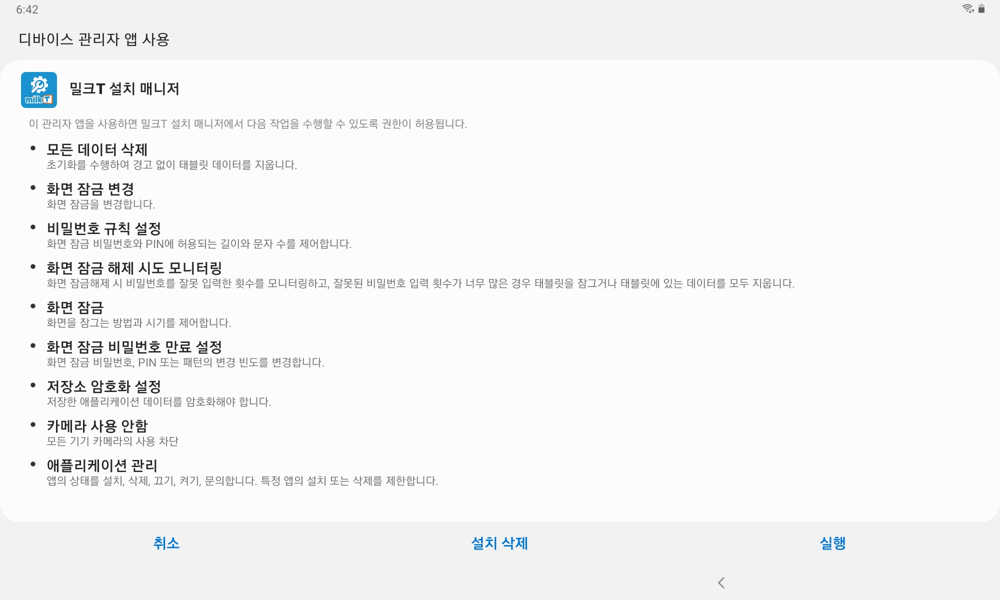 6:42
디바이스 관리자 앱 사용
milk T
밀크T 설치 매니저
이 관리자 앱을 사용하면 밀크T 설치 매니저에서 다음 작업을 수행할 수 있도록 권한이 허용됩니다.
• 모든 데이터 삭제
초기화를 수행하여 경고 없이 태블릿 데이터를 지웁니다.
• 화면 잠금 변경
화면 잠금을 변경합니다.
• 비밀번호 규칙 설정
화면 잠금 비밀번호와 PIN에 허용되는 길이와 문자 수를 제어합니다.
• 화면 잠금 해제 시도 모니터링
화면 잠금해제 시 비밀번호를 잘못 입력한 횟수를 모니터링하고, 잘못된 비밀번호 입력 횟수가 너무 많은 경우 태블릿을 잠그거나 태블릿에 있는 데이터를 모두 지웁니다.
• 화면 잠금
화면을 잠그는 방법과 시기를 제어합니다.
• 화면 잠금 비밀번호 만료 설정
화면 잠금 비밀번호, PIN 또는 패턴의 변경 빈도를 변경합니다.
• 저장소 암호화 설정
저장한 애플리케이션 데이터를 암호화해야 합니다.
• 카메라 사용 안함
모든 기기 카메라의 사용 차단
• 애플리케이션 관리
앱의 상태를 설치, 삭제, 끄기, 켜기, 문의합니다. 특정 앱의 설치 또는 삭제를 제한합니다.
취소
설치 삭제
실행